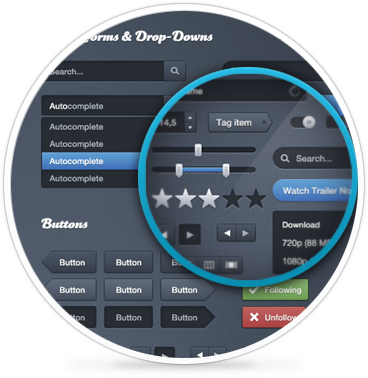 orms & Drop-Downs
Search...
ame
Autocomplete
14,5
Tag item
Autocomplete
Autocomplete
Search...
Autocomplete
Autocomplete
Watch Trailer No
Buttons
Download
720p (88 M
1080p
Button Button Button
Button Button Button
Following
Button Button Button
Unfollow